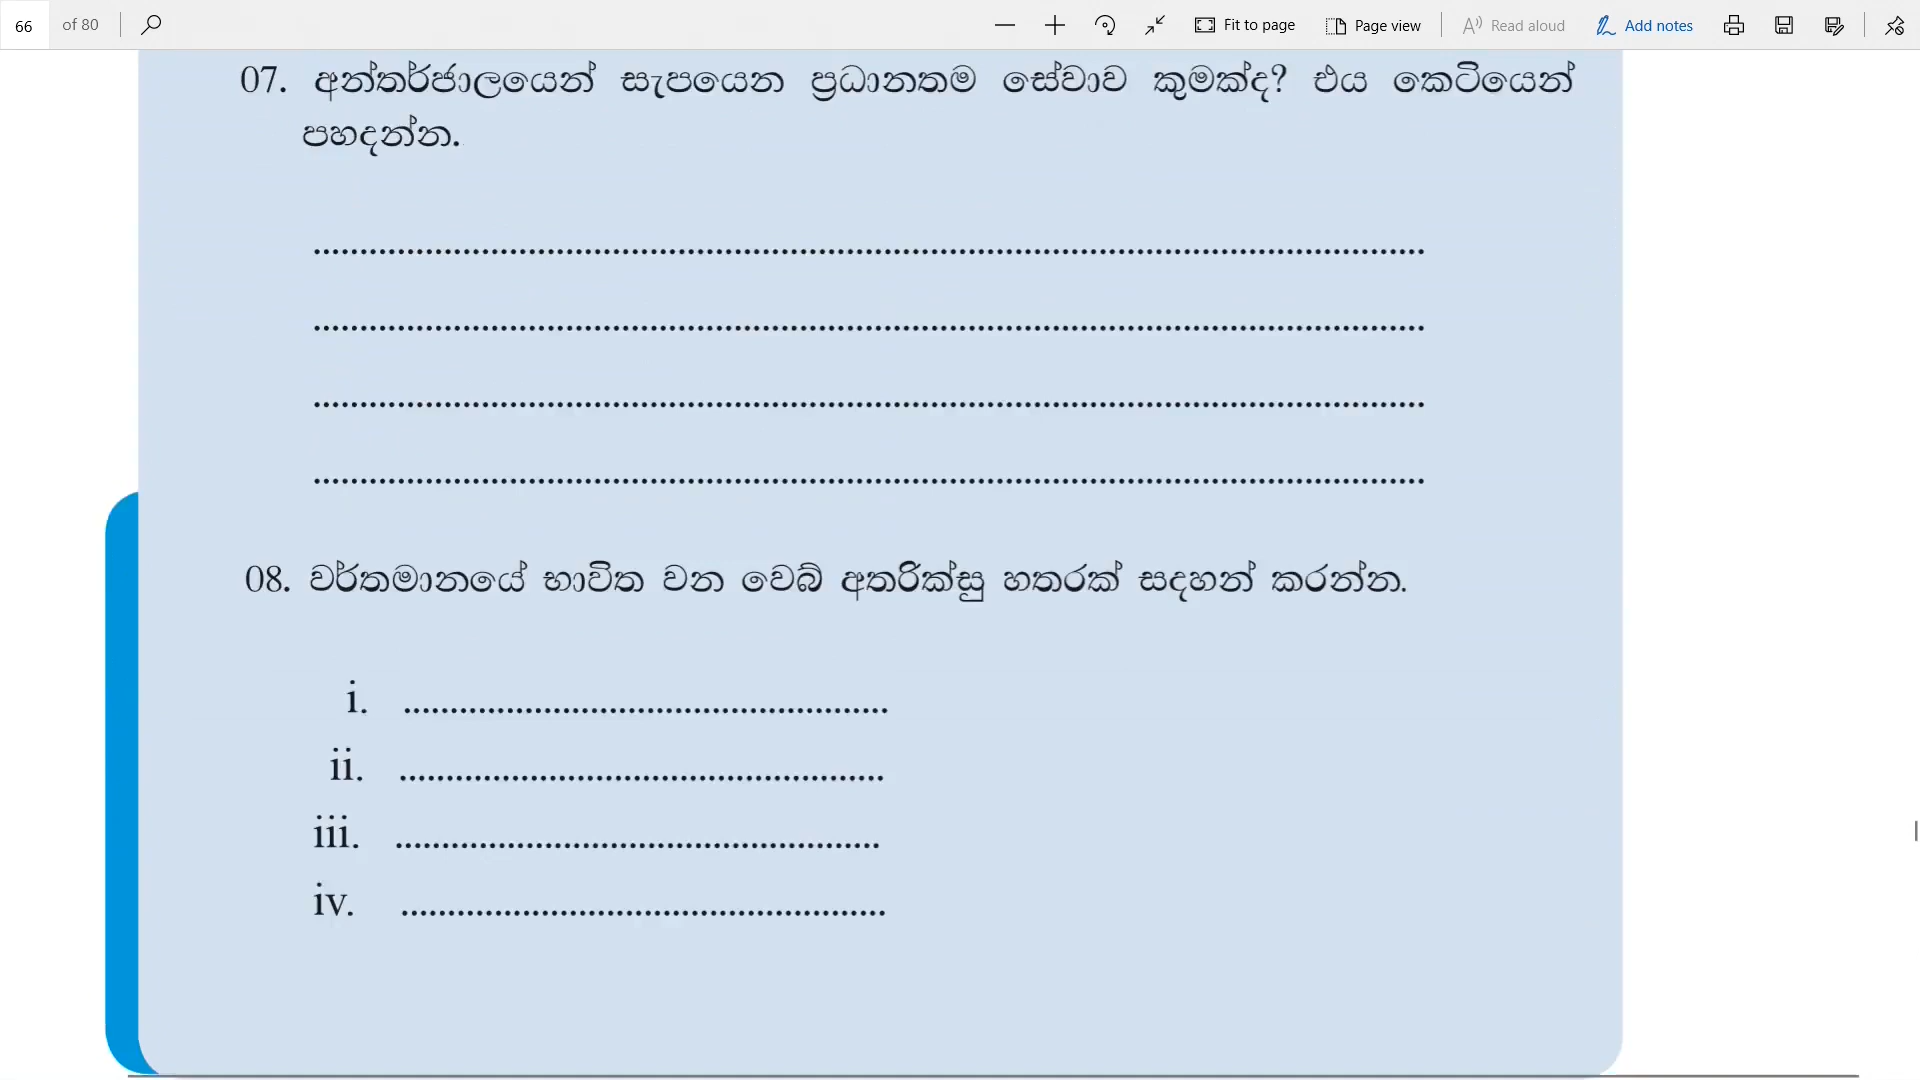 66 of 80 Fit to page Page view Read aloud Add notes
07. අන්තර්ජාලයෙන් සැපයෙන ප්‍රධානතම සේවාව කුමක්ද? එය කෙටියෙන්
පහදන්න.
................................................................................
................................................................................
................................................................................
................................................................................
08. වර්තමානයේ භාවිත වන වෙබ් අතරික්සු හතරක් සඳහන් කරන්න.
i. ....................................................
ii. ....................................................
iii. ....................................................
iv. ....................................................